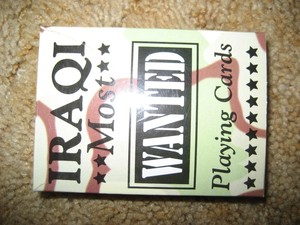 IRAQI
Most
WANTED
Playing Cards